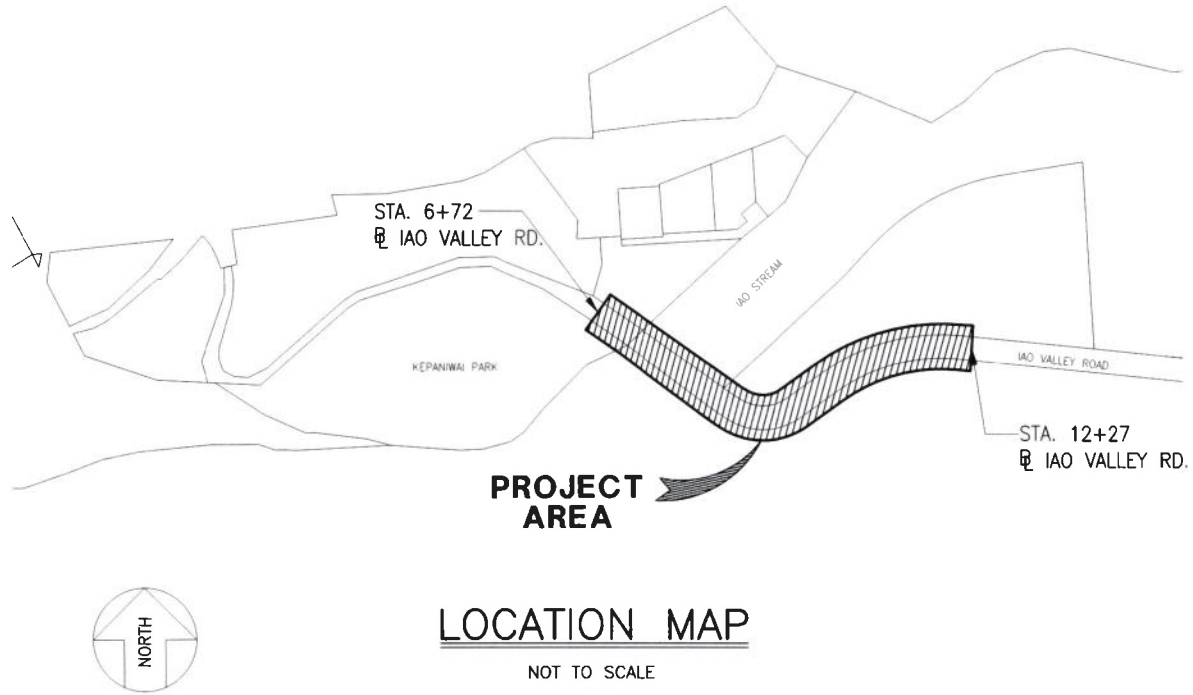 STA. 6+72
℄ IAO VALLEY RD.
IAO STREAM
KEPANIWAI PARK
IAO VALLEY ROAD
STA. 12+27
℄ IAO VALLEY RD.
PROJECT
AREA
NORTH
LOCATION MAP
NOT TO SCALE